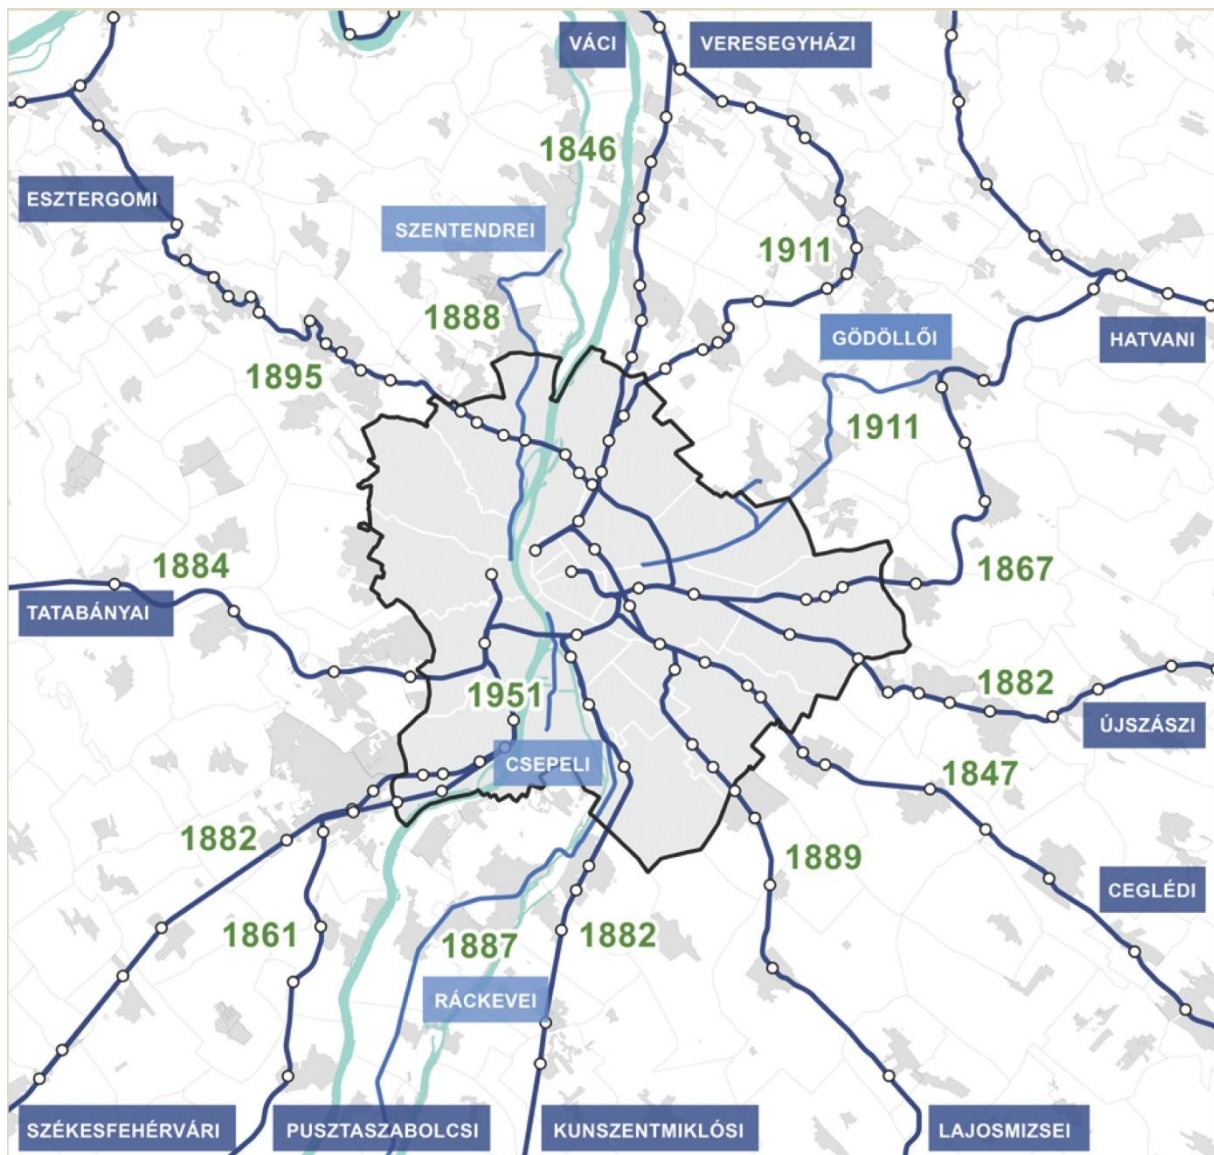 VÁCI
VERESEGYHÁZI
1846
ESZTERGOMI
SZENTENDREI
1911
1888
GÖDÖLLŐI
HATVANI
1895
1911
1884
1867
TATABÁNYAI
1951
1882
ÚJSZÁSZI
CSEPELI
1847
1882
1889
CEGLÉDI
1861
1887
1882
RÁCKEVEI
SZÉKESFEHÉRVÁRI
PUSZTASZABOLCSI
KUNSZENTMIKLÓSI
LAJOSMIZSEI